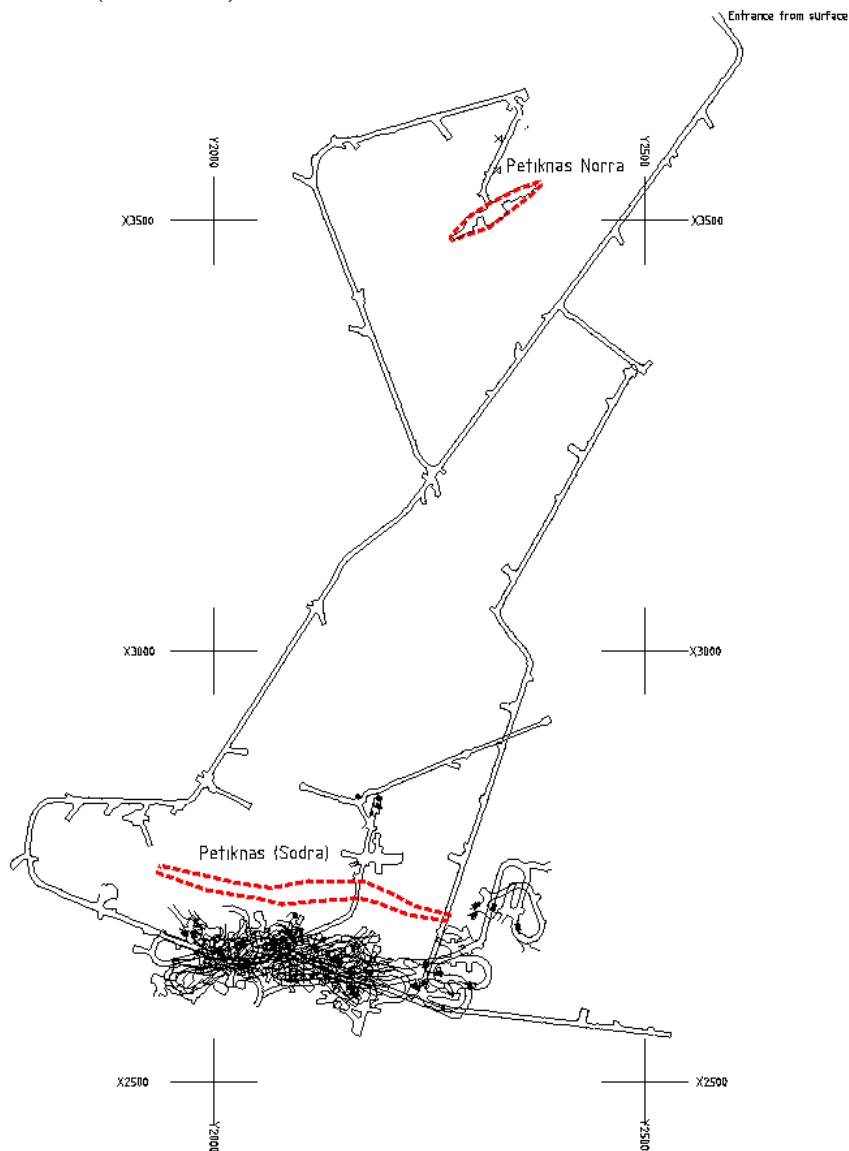 Entrance from surface
Y2000
Y2500
Petiknas Norra
X3500
X3500
X3000
X3000
Petiknas (Sodra)
X2500
X2500
Y2000
Y2500